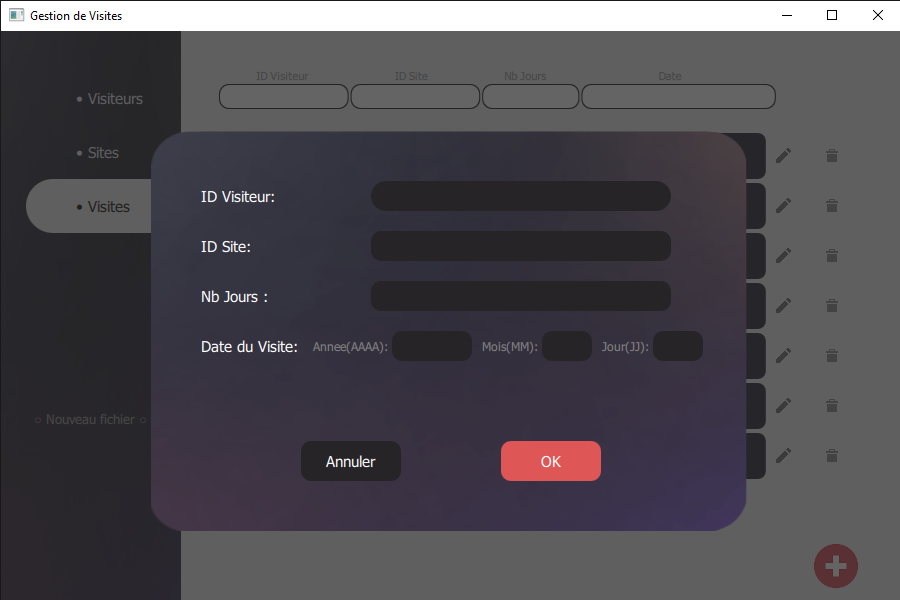 Gestion de Visites
ID Visiteur ID Site Nb Jours Date
• Visiteurs
• Sites
• Visites
○ Nouveau fichier ○
ID Visiteur:
ID Site:
Nb Jours :
Date du Visite: Annee(AAAA): Mois(MM): Jour(JJ):
Annuler OK